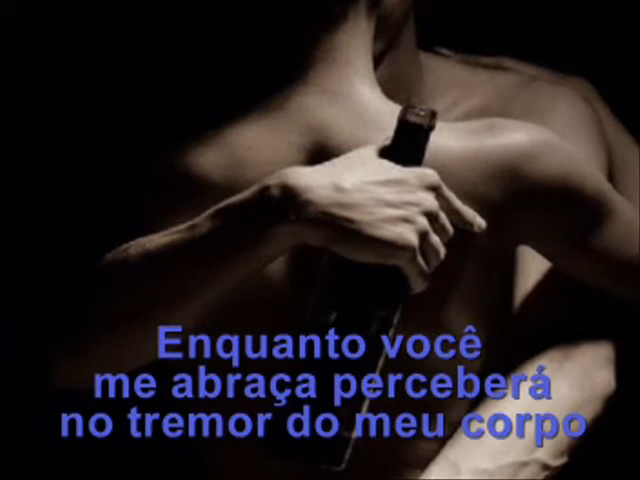 Enquanto você
me abraça perceberá
no tremor do meu corpo